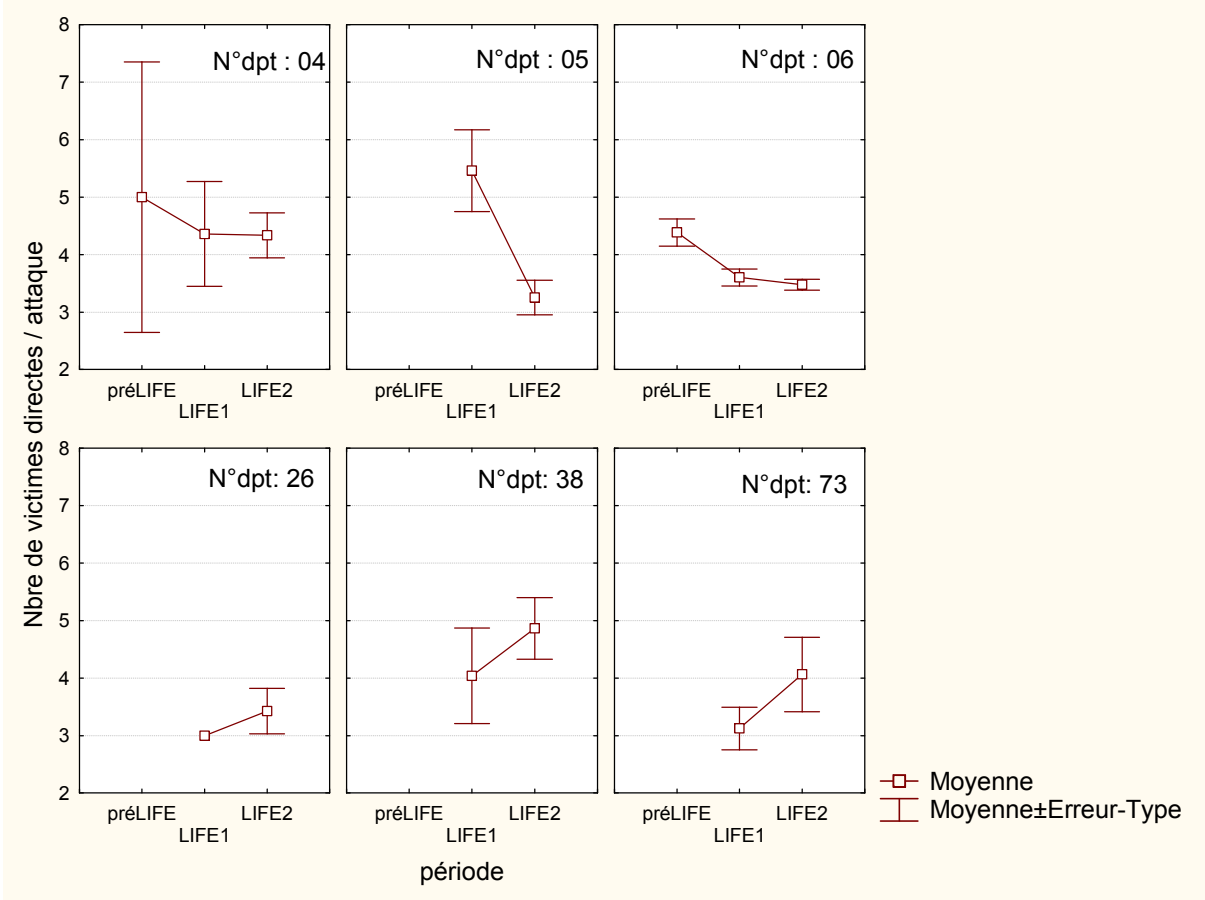 Nbre de victimes directes / attaque
8
7
6
5
4
3
2
N°dpt : 04
N°dpt : 05
N°dpt : 06
préLIFE
LIFE1
LIFE2
préLIFE
LIFE1
LIFE2
préLIFE
LIFE1
LIFE2
8
7
6
5
4
3
2
N°dpt: 26
N°dpt: 38
N°dpt: 73
préLIFE
LIFE1
LIFE2
préLIFE
LIFE1
LIFE2
préLIFE
LIFE1
LIFE2
période
Moyenne
Moyenne±Erreur-Type